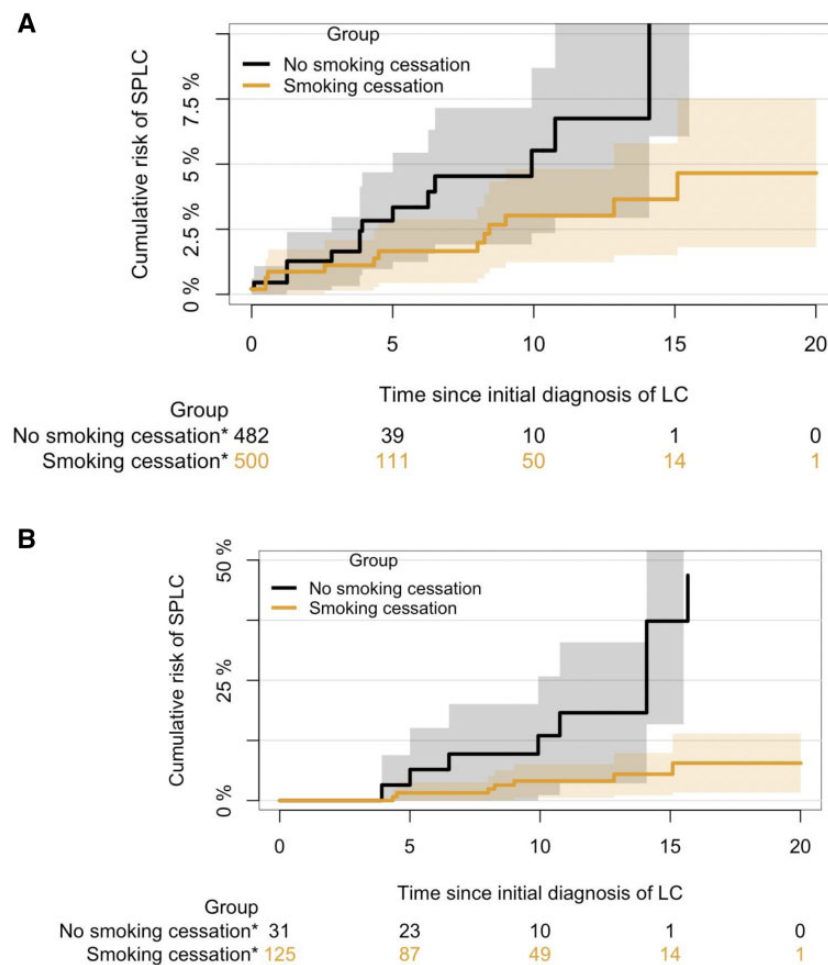 A
Group
No smoking cessation
Smoking cessation
Cumulative risk of SPLC
7.5 %
5 %
2.5 %
0 %
0 5 10 15 20
Time since initial diagnosis of LC
Group
No smoking cessation* 482 39 10 1 0
Smoking cessation* 500 111 50 14 1
B
Group
No smoking cessation
Smoking cessation
Cumulative risk of SPLC
50 %
25 %
0 %
0 5 10 15 20
Time since initial diagnosis of LC
Group
No smoking cessation* 31 23 10 1 0
Smoking cessation* 125 87 49 14 1